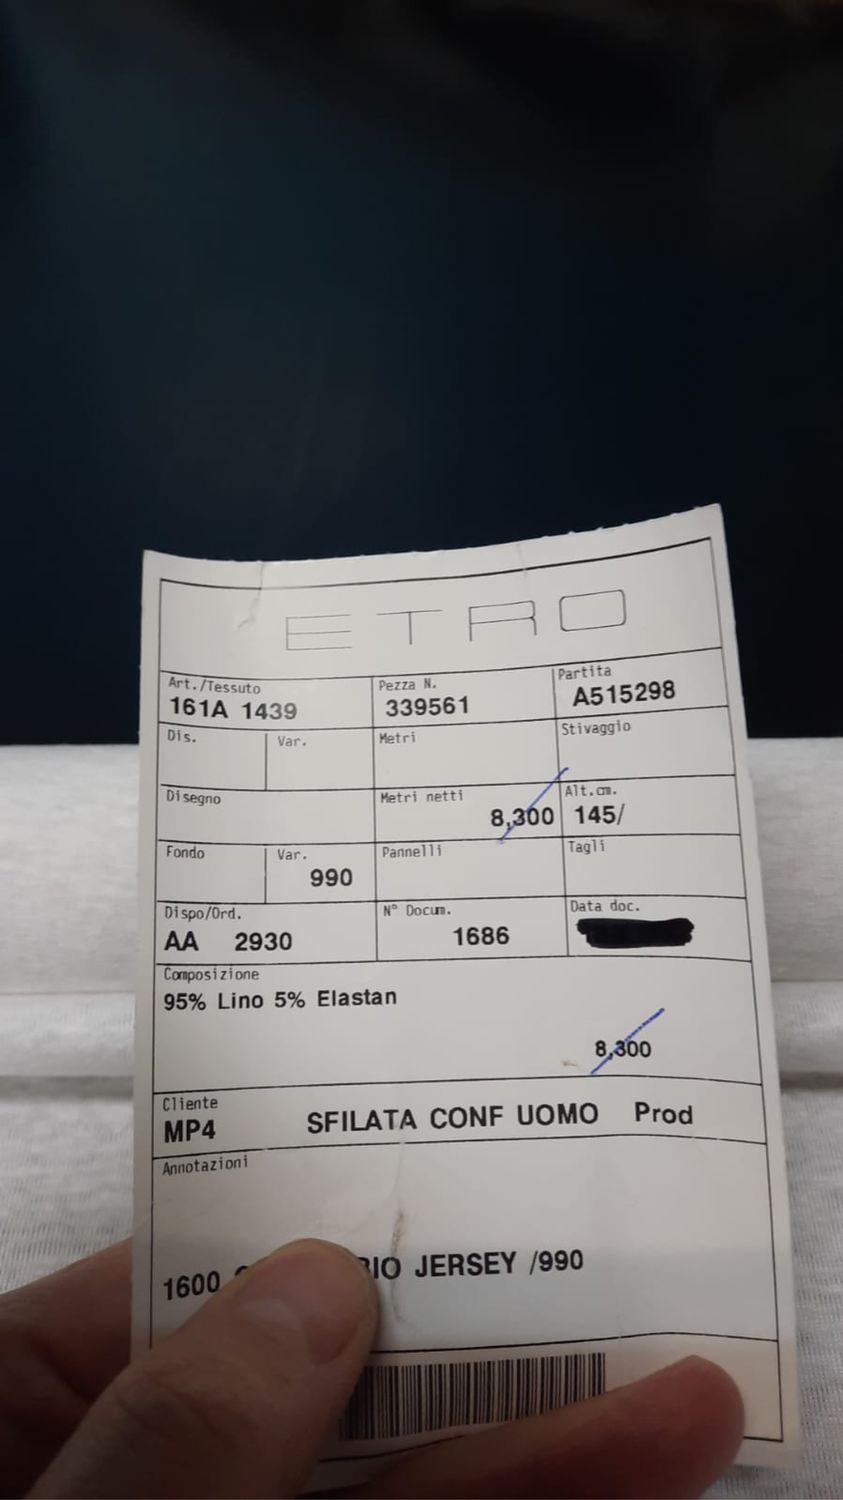 ETRO
Art./Tessuto Pezza N. Partita
161A 1439 339561 A515298
Dis. Var. Metri Stivaggio
Disegno Metri netti Alt.cm.
8,300 145/
Fondo Var. Pannelli Tagli
990
Dispo/Ord. N° Docum. Data doc.
AA 2930 1686
Composizione
95% Lino 5% Elastan
8,300
Cliente
MP4 SFILATA CONF UOMO Prod
Annotazioni
1600 JERSEY /990